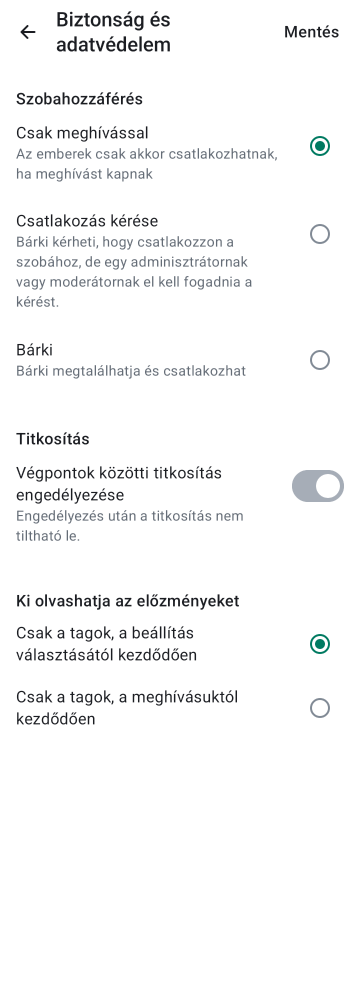 Biztonság és
adatvédelem
Mentés
Szobahozzáférés
Csak meghívással
Az emberek csak akkor csatlakozhatnak,
ha meghívást kapnak
Csatlakozás kérése
Bárki kérheti, hogy csatlakozzon a
szobához, de egy adminisztrátornak
vagy moderátornak el kell fogadnia a
kérést.
Bárki
Bárki megtalálhatja és csatlakozhat
Titkosítás
Végpontok közötti titkosítás
engedélyezése
Engedélyezés után a titkosítás nem
tiltható le.
Ki olvashatja az előzményeket
Csak a tagok, a beállítás
választásától kezdődően
Csak a tagok, a meghívásuktól
kezdődően